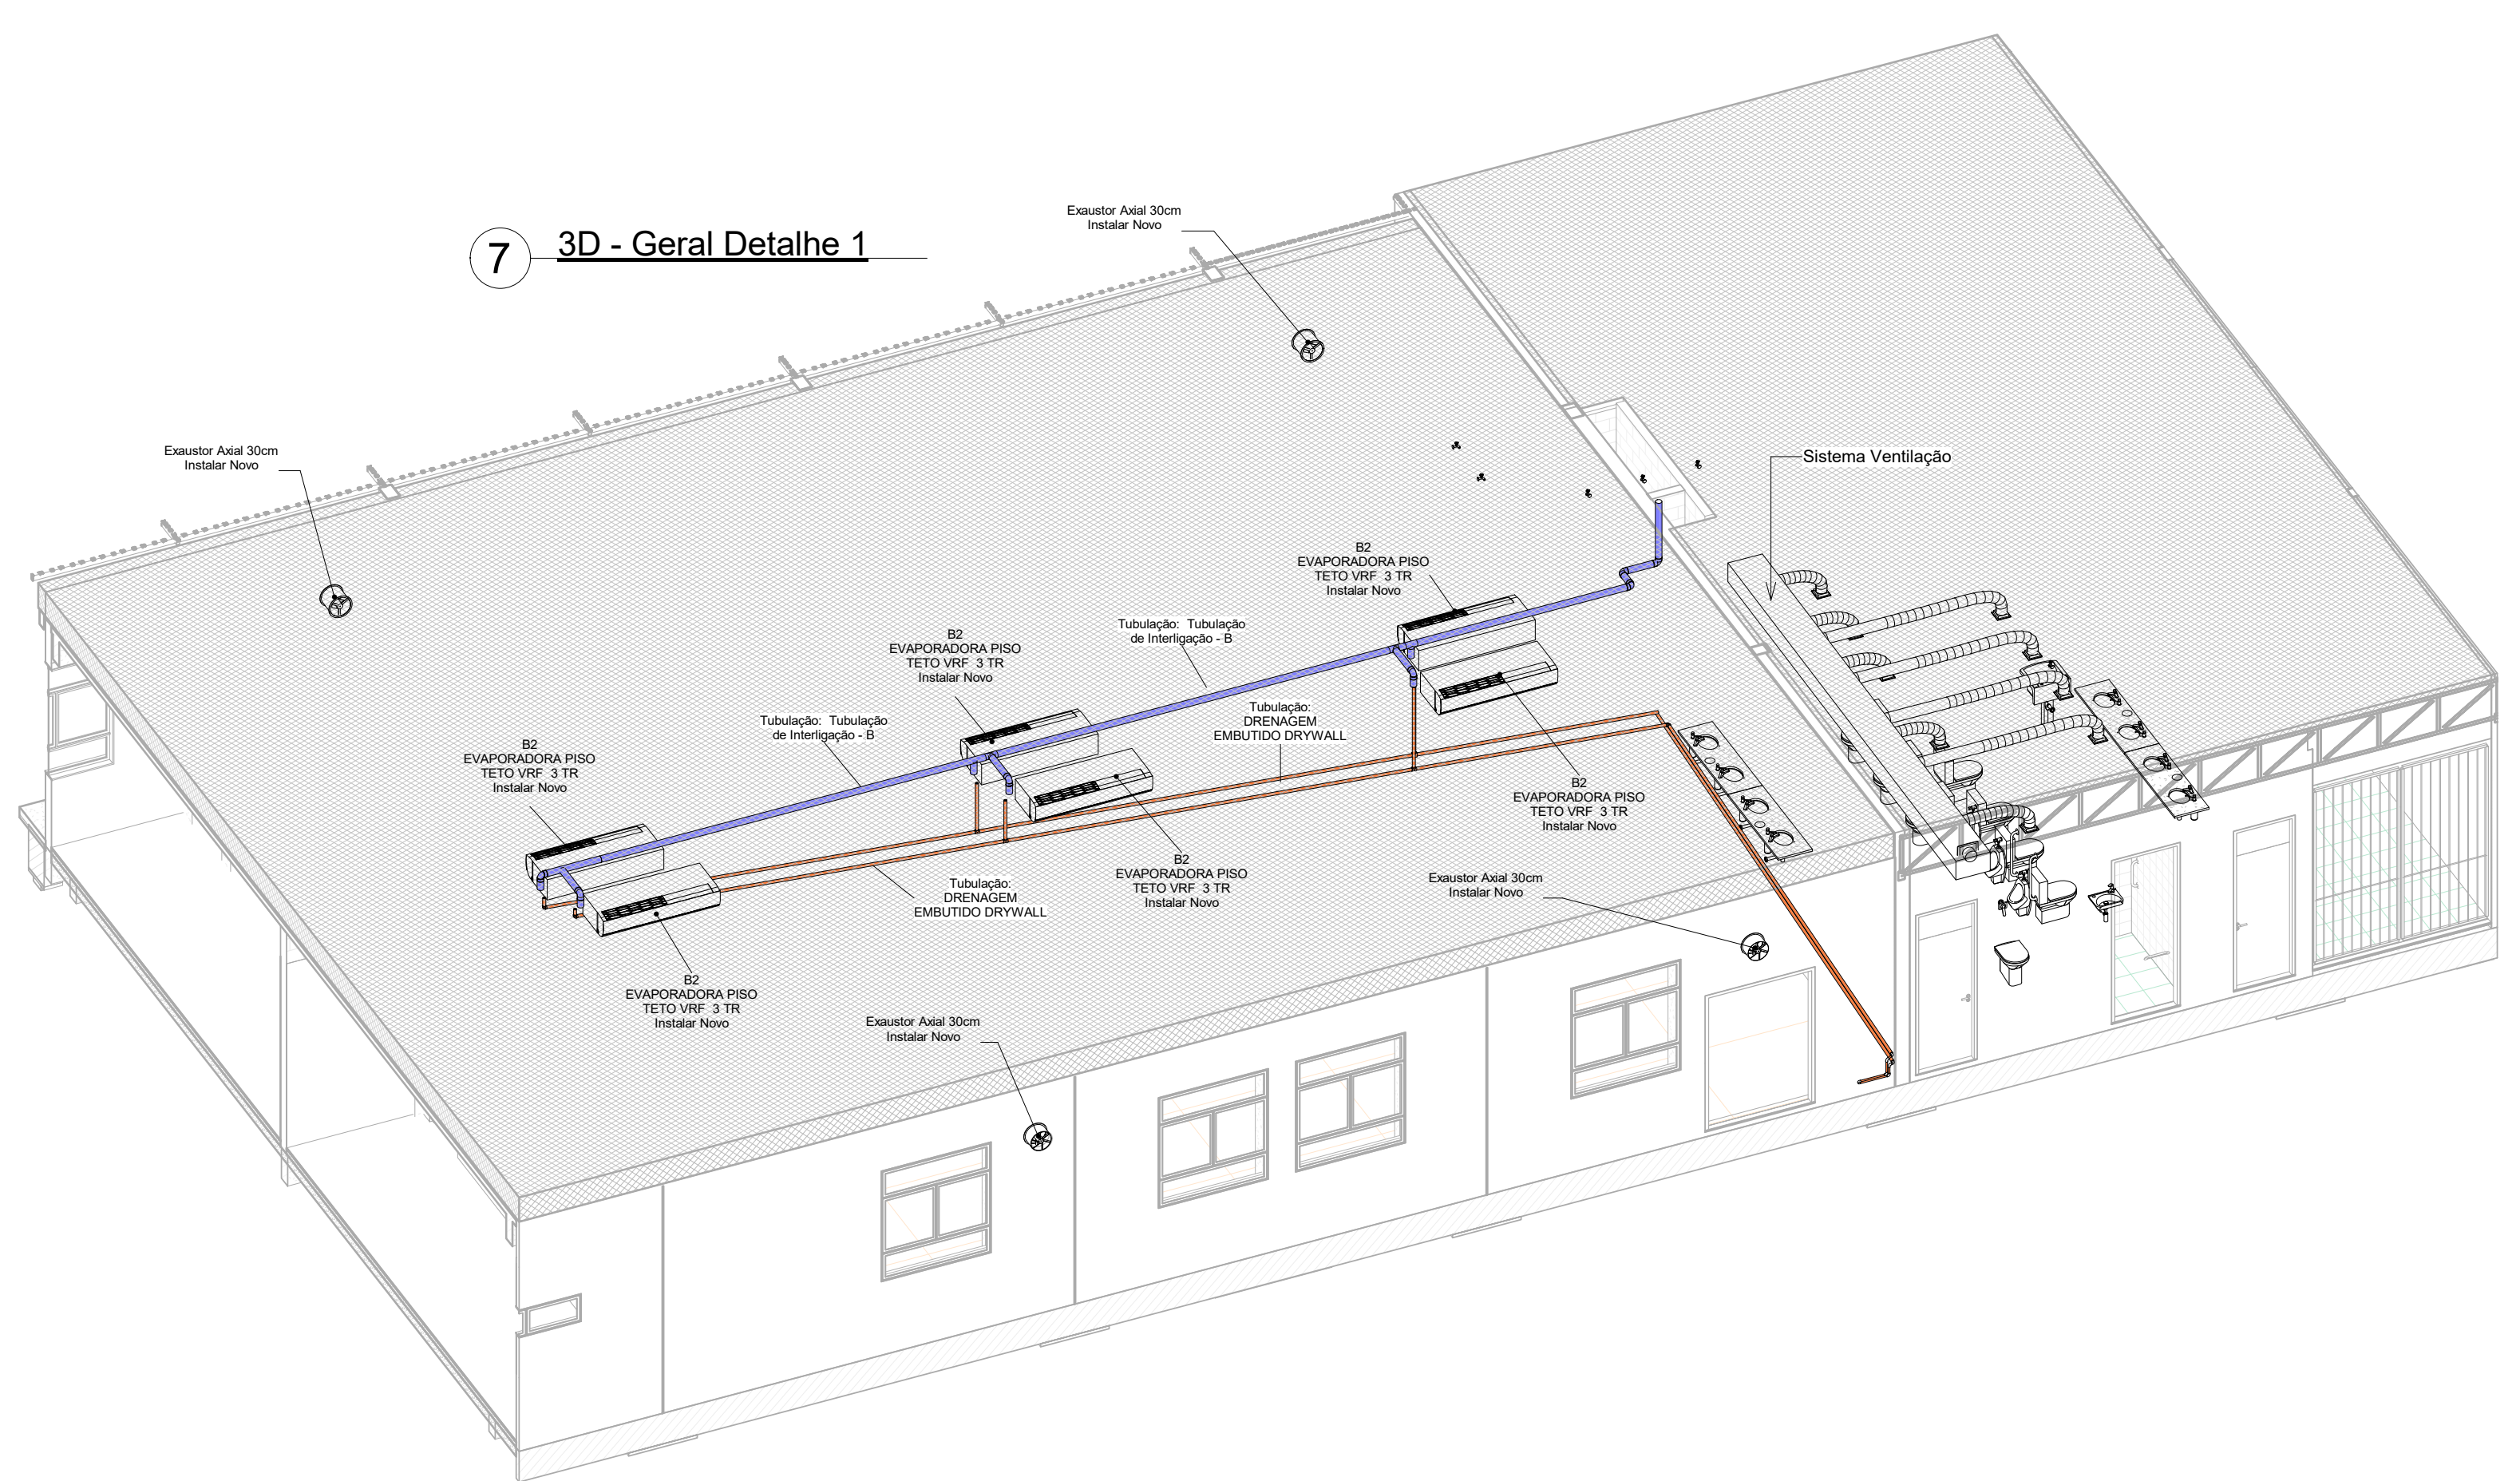 7
3D - Geral Detalhe 1
Exaustor Axial 30cm
Instalar Novo
Exaustor Axial 30cm
Instalar Novo
Sistema Ventilação
B2
EVAPORADORA PISO
TETO VRF 3 TR
Instalar Novo
Tubulação: Tubulação
de Interligação - B
B2
EVAPORADORA PISO
TETO VRF 3 TR
Instalar Novo
Tubulação:
DRENAGEM
EMBUTIDO DRYWALL
Tubulação: Tubulação
de Interligação - B
B2
EVAPORADORA PISO
TETO VRF 3 TR
Instalar Novo
B2
EVAPORADORA PISO
TETO VRF 3 TR
Instalar Novo
B2
EVAPORADORA PISO
TETO VRF 3 TR
Instalar Novo
Exaustor Axial 30cm
Instalar Novo
Tubulação:
DRENAGEM
EMBUTIDO DRYWALL
B2
EVAPORADORA PISO
TETO VRF 3 TR
Instalar Novo
Exaustor Axial 30cm
Instalar Novo